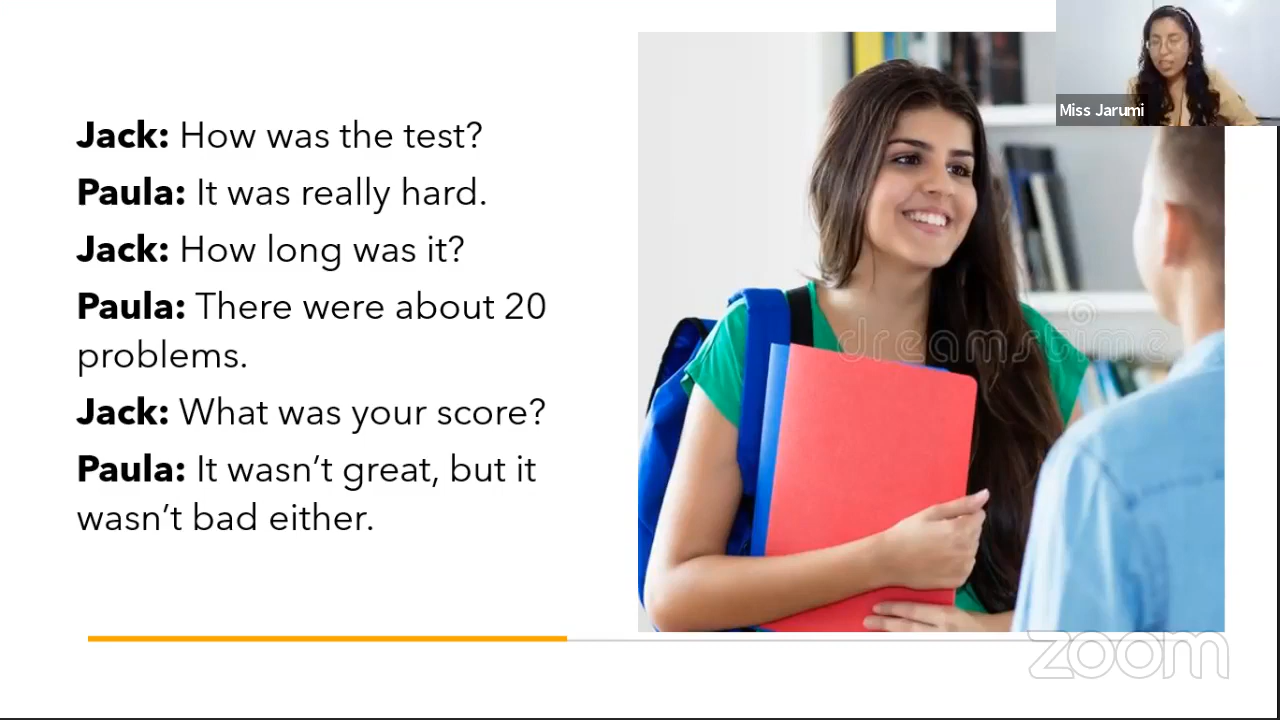 Miss Jarumi
Jack: How was the test?
Paula: It was really hard.
Jack: How long was it?
Paula: There were about 20
problems.
Jack: What was your score?
Paula: It wasn’t great, but it
wasn’t bad either.
dreamstime
zoom